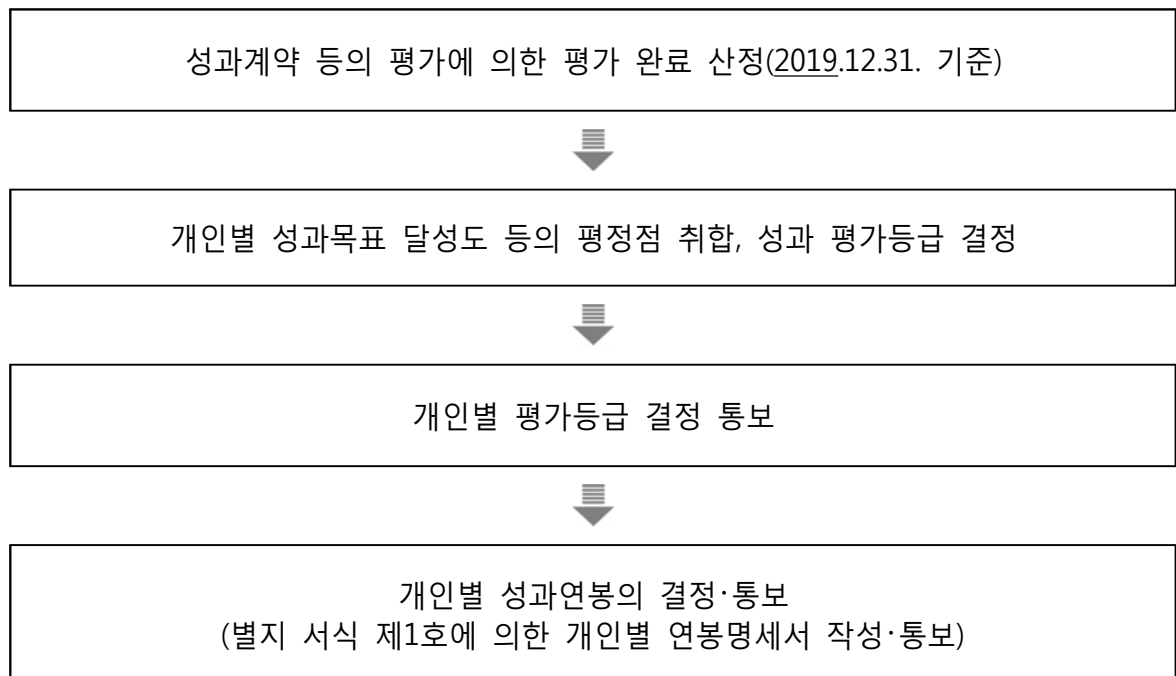 성과계약 등의 평가에 의한 평가 완료 산정(2019.12.31. 기준)
개인별 성과목표 달성도 등의 평정점 취합, 성과 평가등급 결정
개인별 평가등급 결정 통보
개인별 성과연봉의 결정·통보
(별지 서식 제1호에 의한 개인별 연봉명세서 작성·통보)